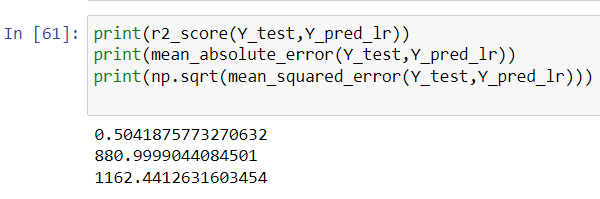 In [61]: print(r2_score(Y_test,Y_pred_lr))
print(mean_absolute_error(Y_test,Y_pred_lr))
print(np.sqrt(mean_squared_error(Y_test,Y_pred_lr)))
0.5041875773270632
880.9999044084501
1162.4412631603454